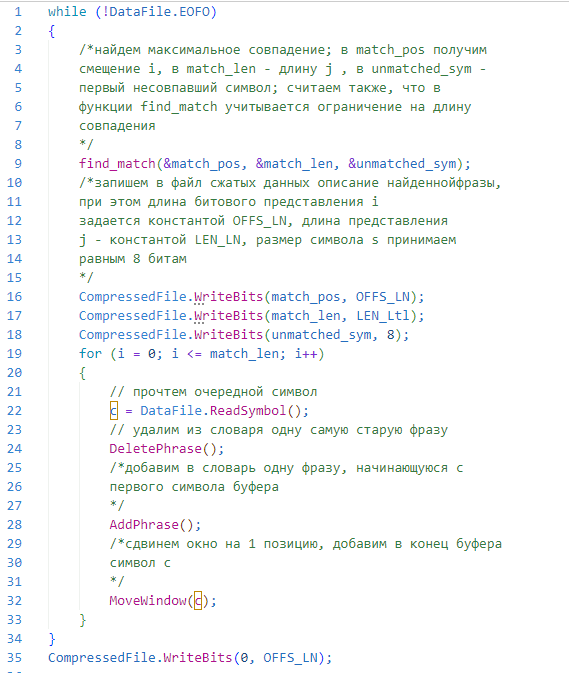 1 while (!DataFile.EOFO)
2 {
3 /*найдем максимальное совпадение; в match_pos получим
4 смещение i, в match_len - длину j , в unmatched_sym -
5 первый несовпавший символ; считаем также, что в
6 функции find_match учитывается ограничение на длину
7 совпадения
8 */
9 find_match(&match_pos, &match_len, &unmatched_sym);
10 /*запишем в файл сжатых данных описание найденнойфразы,
11 при этом длина битового представления i
12 задается константой OFFS_LN, длина представления
13 j - константой LEN_LN, размер символа s принимаем
14 равным 8 битам
15 */
16 CompressedFile.WriteBits(match_pos, OFFS_LN);
17 CompressedFile.WriteBits(match_len, LEN_Ltl);
18 CompressedFile.WriteBits(unmatched_sym, 8);
19 for (i = 0; i <= match_len; i++)
20 {
21 // прочтем очередной символ
22 c = DataFile.ReadSymbol();
23 // удалим из словаря одну самую старую фразу
24 DeletePhrase();
25 /*добавим в словарь одну фразу, начинающуюся с
26 первого символа буфера
27 */
28 AddPhrase();
29 /*сдвинем окно на 1 позицию, добавим в конец буфера
30 символ с
31 */
32 MoveWindow(c);
33 }
34 }
35 CompressedFile.WriteBits(0, OFFS_LN);